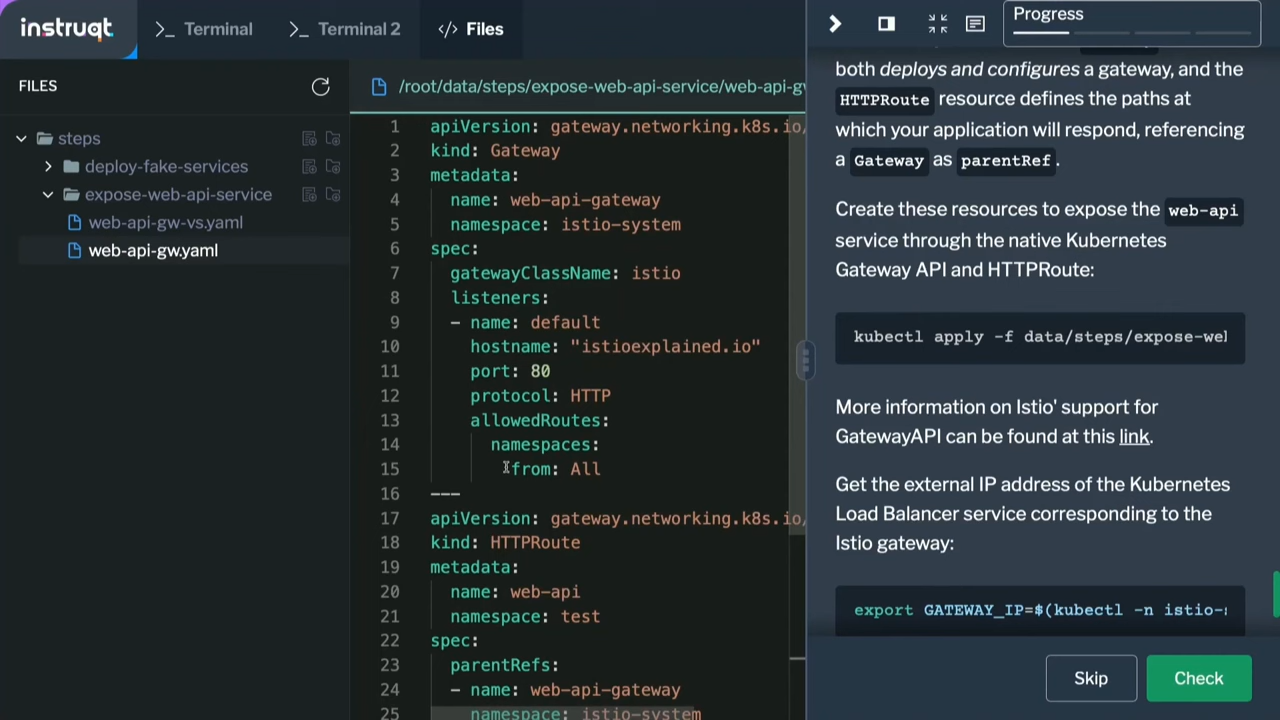 instruqt
>_ Terminal
>_ Terminal 2
</> Files
Progress
FILES
steps
deploy-fake-services
expose-web-api-service
web-api-gw-vs.yaml
web-api-gw.yaml
/root/data/steps/expose-web-api-service/web-api-gw
1 apiVersion: gateway.networking.k8s.io/
2 kind: Gateway
3 metadata:
4 name: web-api-gateway
5 namespace: istio-system
6 spec:
7 gatewayClassName: istio
8 listeners:
9 - name: default
10 hostname: "istioexplained.io"
11 port: 80
12 protocol: HTTP
13 allowedRoutes:
14 namespaces:
15 from: All
16 ---
17 apiVersion: gateway.networking.k8s.io/
18 kind: HTTPRoute
19 metadata:
20 name: web-api
21 namespace: test
22 spec:
23 parentRefs:
24 - name: web-api-gateway
25 namespace: istio-system
both deploys and configures a gateway, and the
HTTPRoute resource defines the paths at
which your application will respond, referencing
a Gateway as parentRef.
Create these resources to expose the web-api
service through the native Kubernetes
Gateway API and HTTPRoute:
kubectl apply -f data/steps/expose-wel
More information on Istio' support for
GatewayAPI can be found at this link.
Get the external IP address of the Kubernetes
Load Balancer service corresponding to the
Istio gateway:
export GATEWAY_IP=$(kubectl -n istio-s
Skip
Check